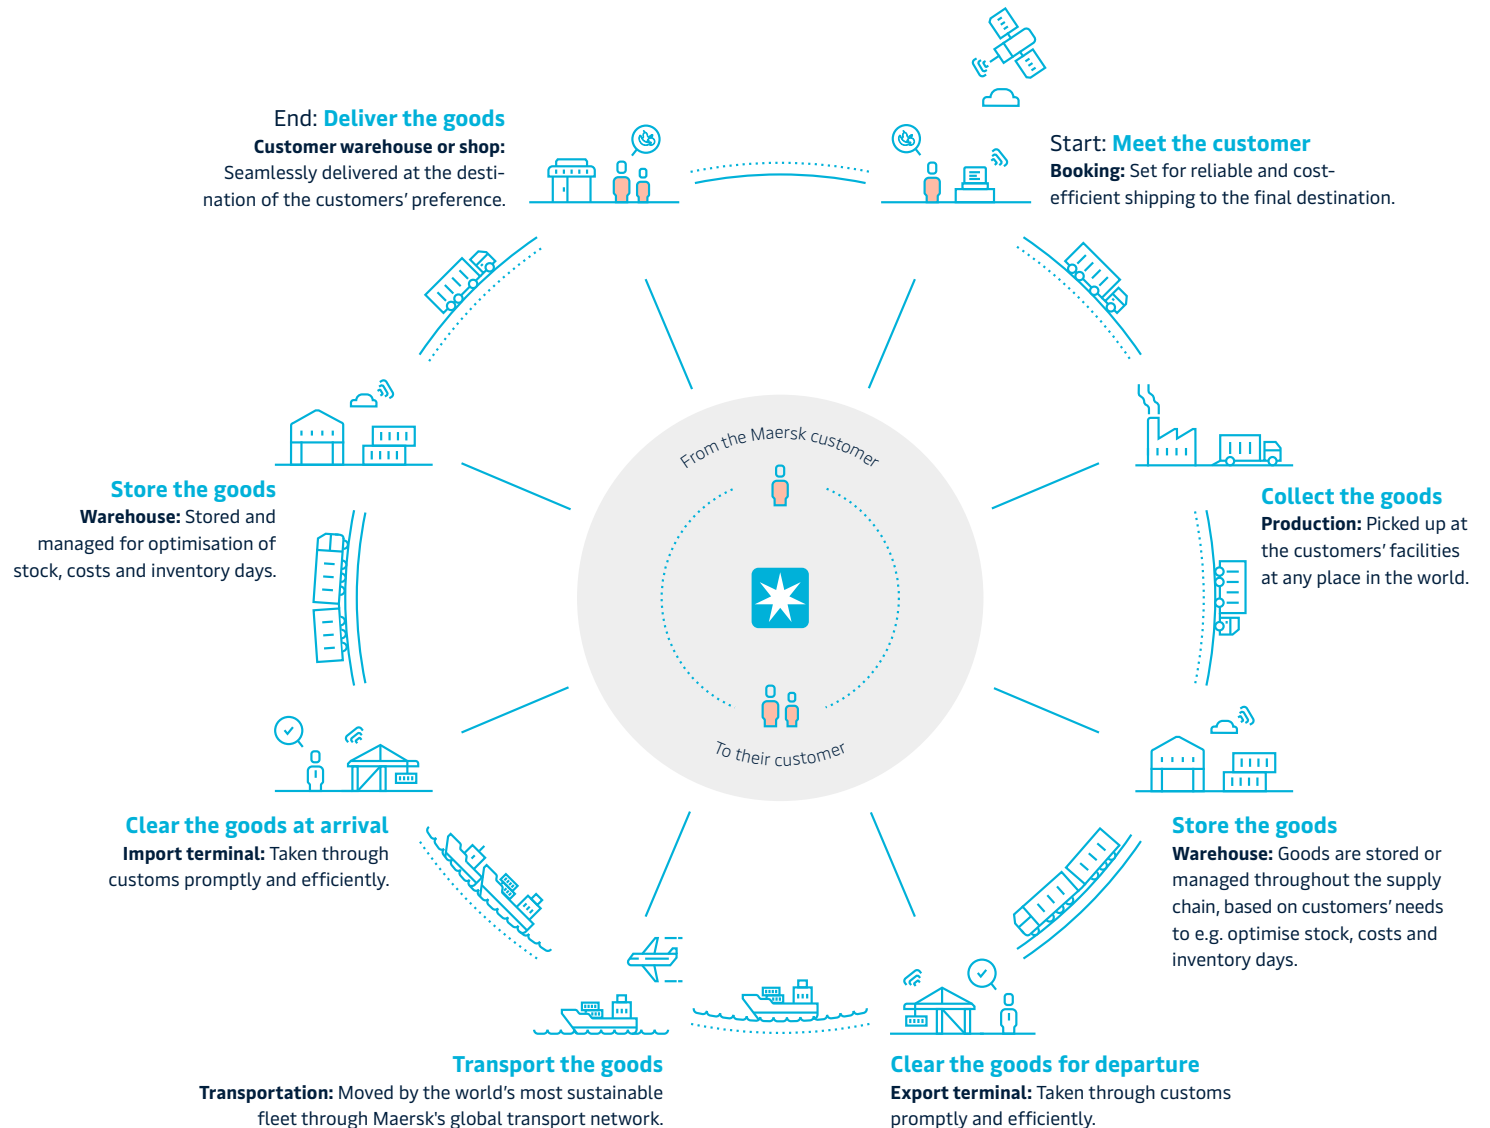 Start: Meet the customer
Booking: Set for reliable and cost-
efficient shipping to the final destination.
Collect the goods
Production: Picked up at
the customers’ facilities
at any place in the world.
Store the goods
Warehouse: Goods are stored or
managed throughout the supply
chain, based on customers’ needs
to e.g. optimise stock, costs and
inventory days.
Clear the goods for departure
Export terminal: Taken through customs
promptly and efficiently.
Transport the goods
Transportation: Moved by the world’s most sustainable
fleet through Maersk's global transport network.
Clear the goods at arrival
Import terminal: Taken through
customs promptly and efficiently.
Store the goods
Warehouse: Stored and
managed for optimisation of
stock, costs and inventory days.
End: Deliver the goods
Customer warehouse or shop:
Seamlessly delivered at the desti-
nation of the customers’ preference.
From the Maersk customer
To their customer